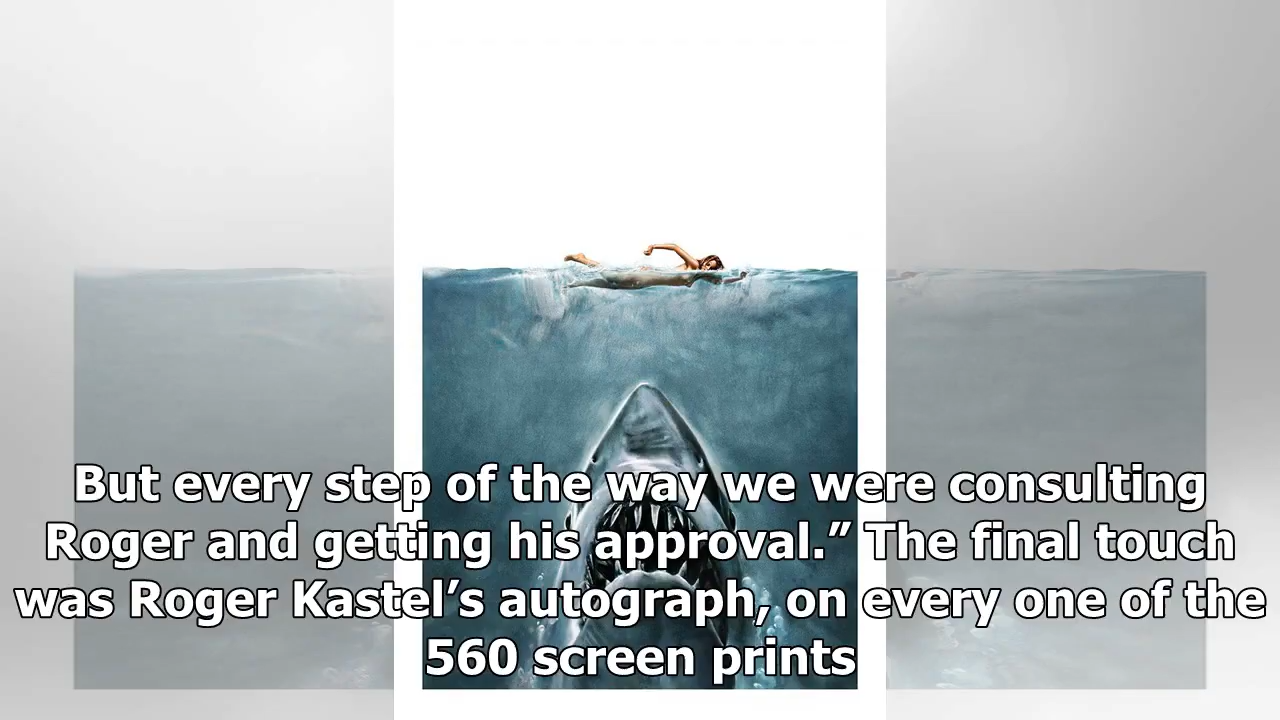 But every step of the way we were consulting
Roger and getting his approval.” The final touch
was Roger Kastel’s autograph, on every one of the
560 screen prints